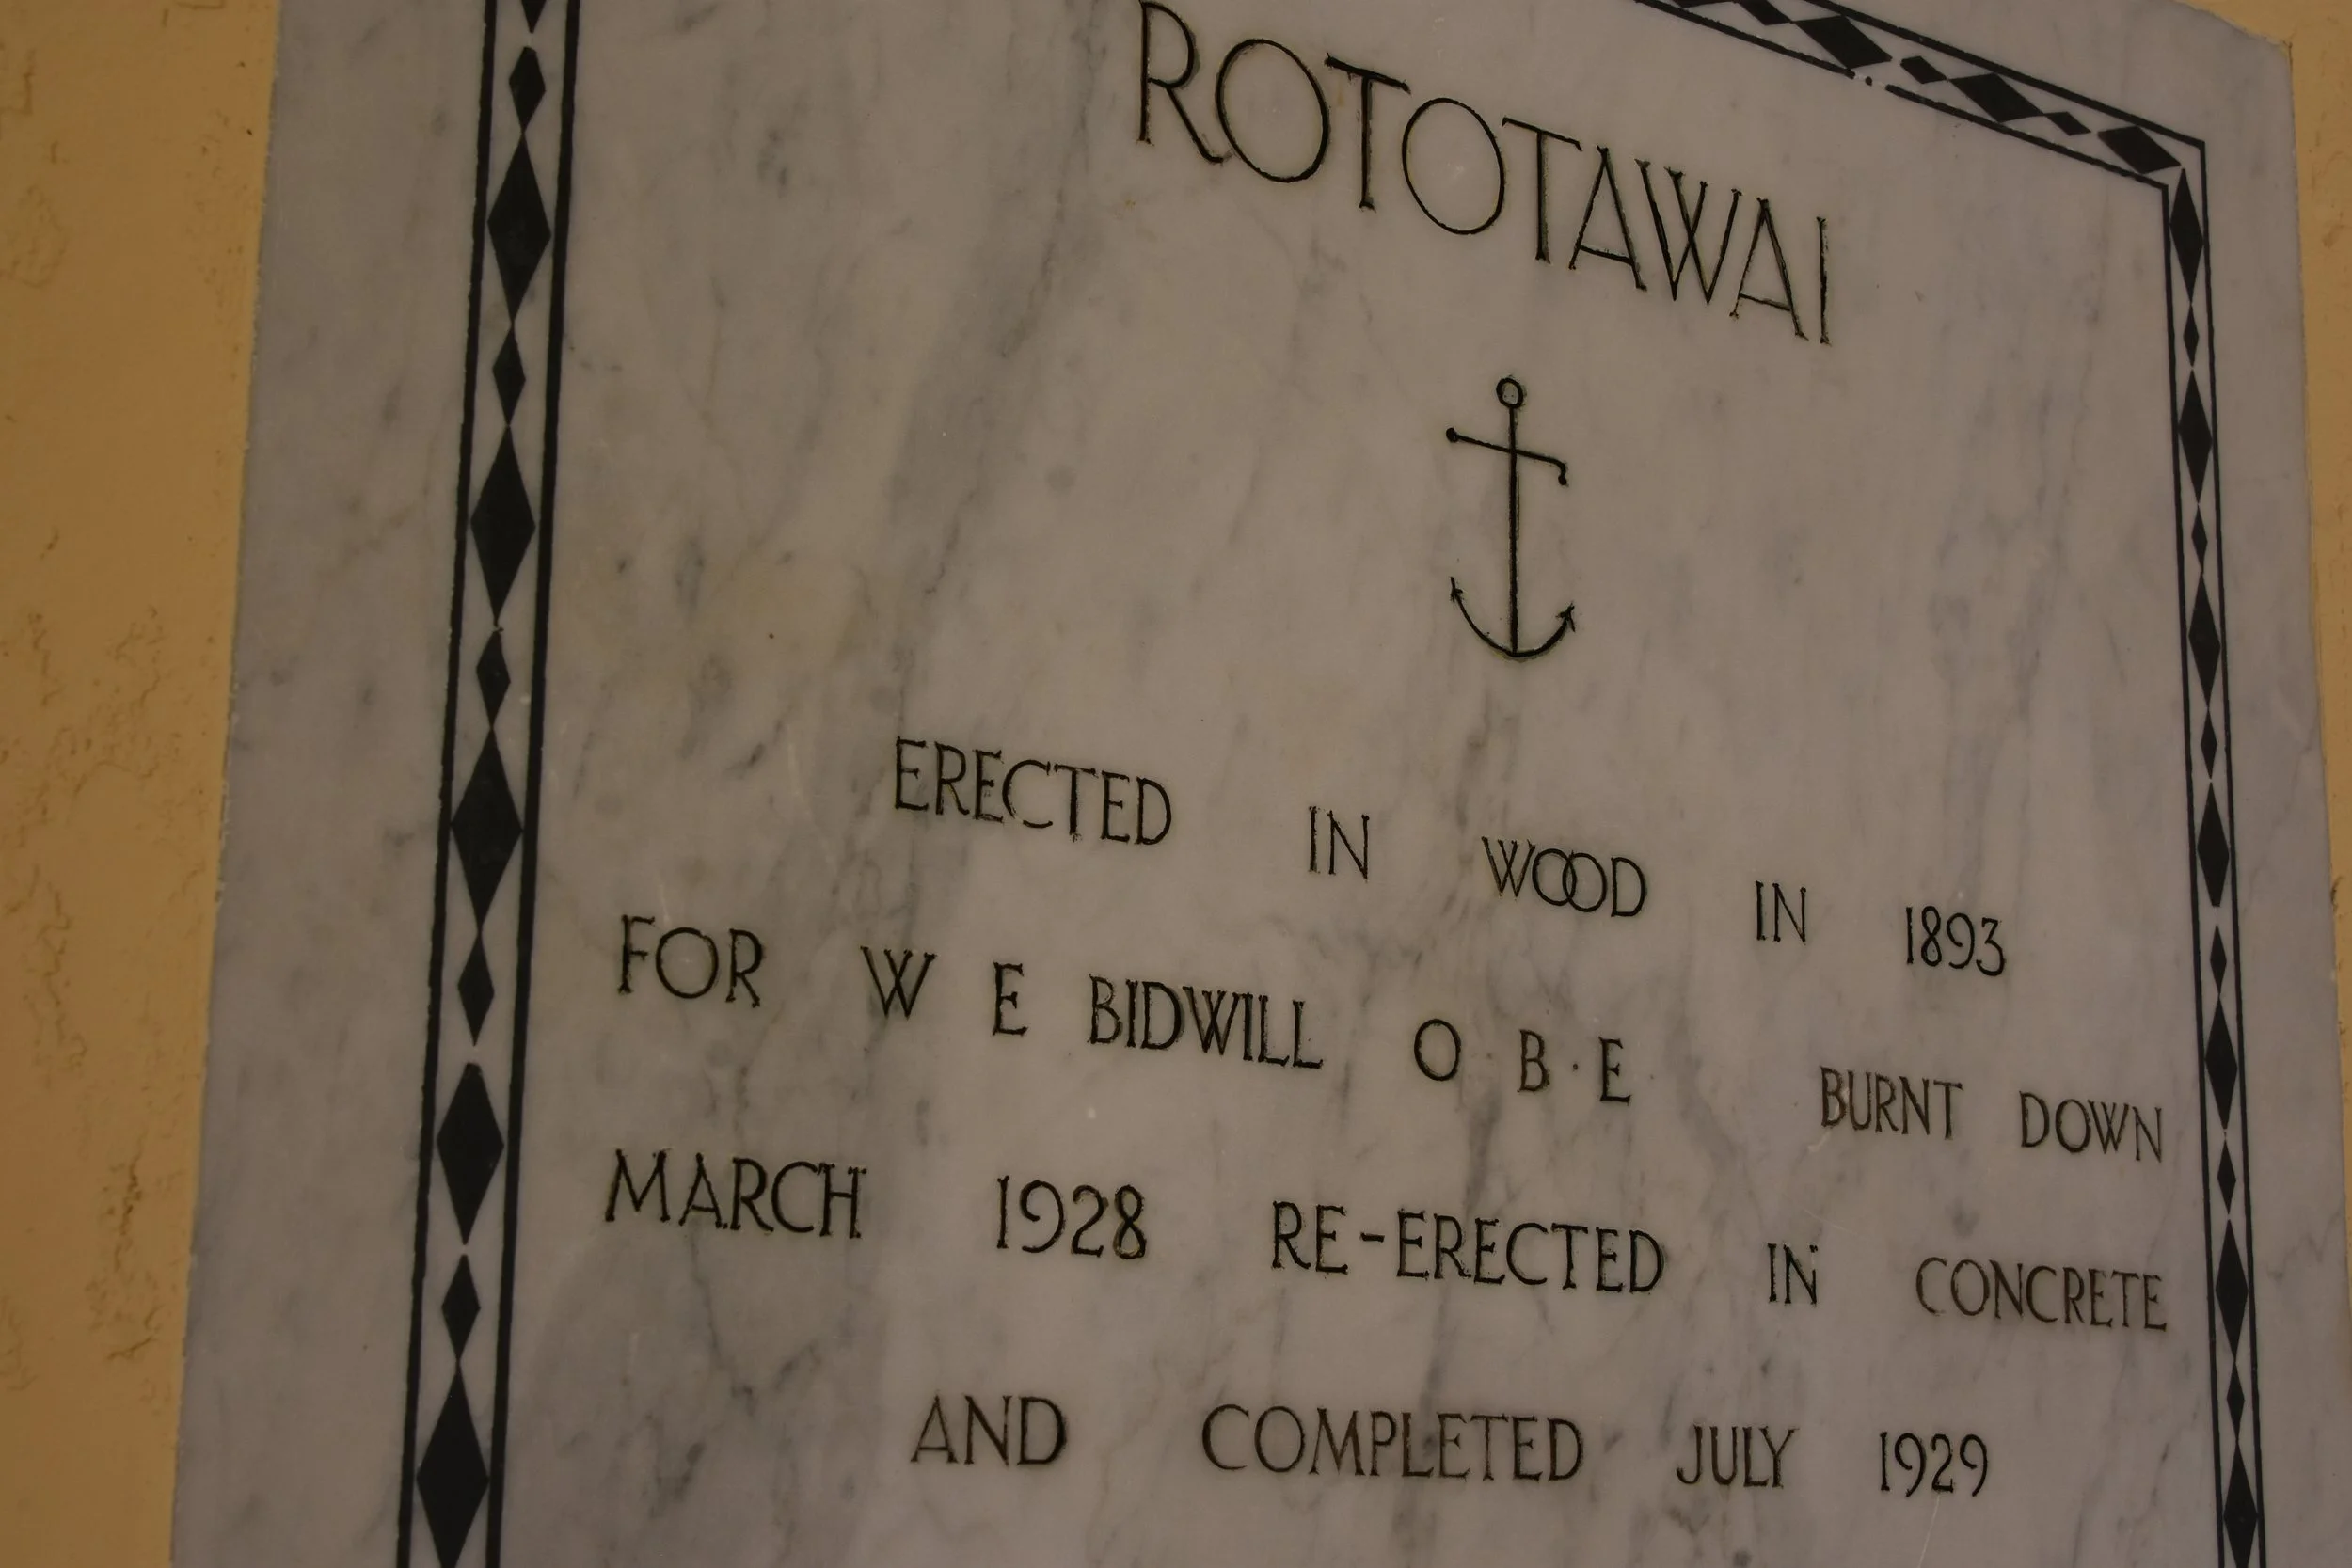 ROTOTAWAI
ERECTED IN WOOD IN 1893
FOR W E BIDWILL O · B · E BURNT DOWN
MARCH 1928 RE-ERECTED IN CONCRETE
AND COMPLETED JULY 1929